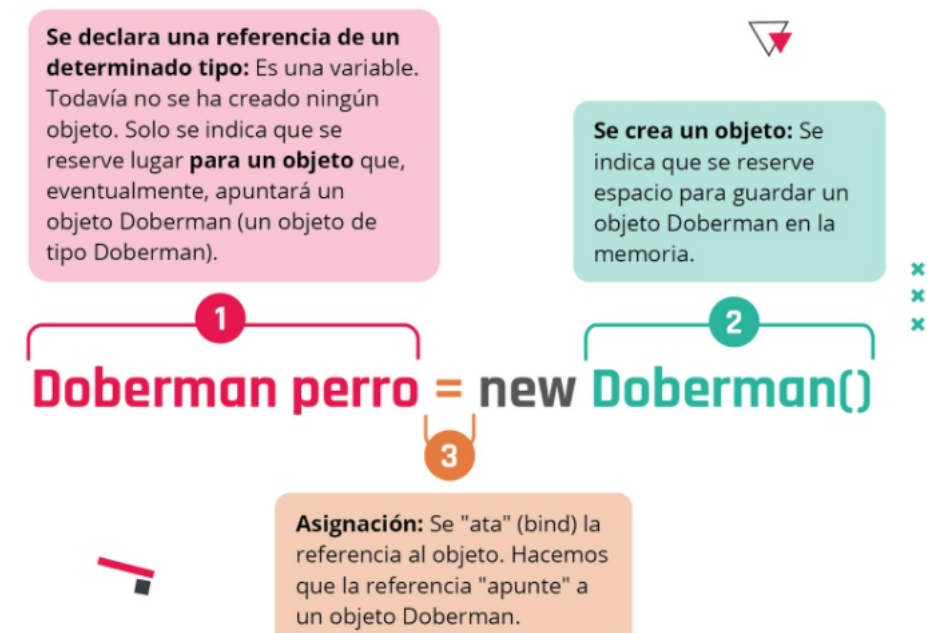 Se declara una referencia de un
determinado tipo: Es una variable.
Todavía no se ha creado ningún
objeto. Solo se indica que se
reserve lugar para un objeto que,
eventualmente, apuntará un
objeto Doberman (un objeto de
tipo Doberman).
Se crea un objeto: Se
indica que se reserve
espacio para guardar un
objeto Doberman en la
memoria.
1
2
Doberman perro = new Doberman()
3
Asignación: Se "ata" (bind) la
referencia al objeto. Hacemos
que la referencia "apunte" a
un objeto Doberman.